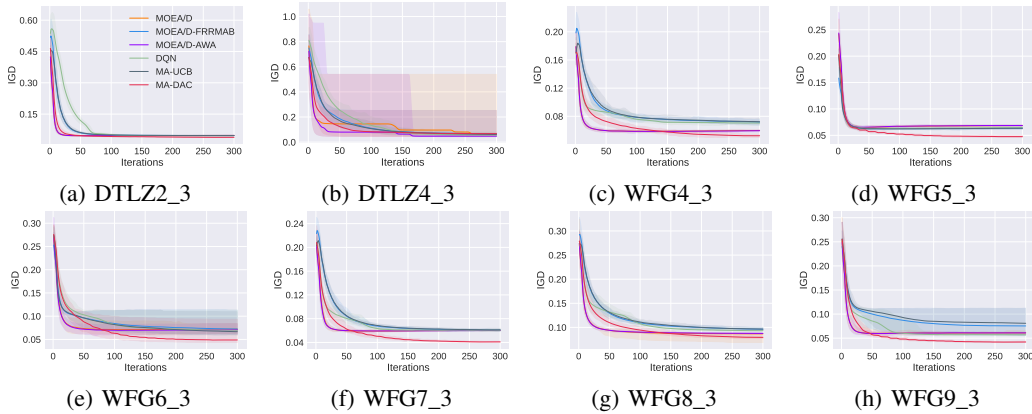 0.60
0.45
0.30
0.15
IGD
0 50 100 150 200 250 300
Iterations
MOEA/D
MOEA/D-FRRMAB
MOEA/D-AWA
DQN
MA-UCB
MA-DAC
(a) DTLZ2_3
1.0
0.8
0.6
0.4
0.2
0.0
IGD
0 50 100 150 200 250 300
Iterations
(b) DTLZ4_3
0.20
0.16
0.12
0.08
IGD
0 50 100 150 200 250 300
Iterations
(c) WFG4_3
0.25
0.20
0.15
0.10
0.05
IGD
0 50 100 150 200 250 300
Iterations
(d) WFG5_3
0.30
0.25
0.20
0.15
0.10
0.05
IGD
0 50 100 150 200 250 300
Iterations
(e) WFG6_3
0.24
0.20
0.16
0.12
0.08
0.04
IGD
0 50 100 150 200 250 300
Iterations
(f) WFG7_3
0.30
0.25
0.20
0.15
0.10
IGD
0 50 100 150 200 250 300
Iterations
(g) WFG8_3
0.30
0.25
0.20
0.15
0.10
0.05
IGD
0 50 100 150 200 250 300
Iterations
(h) WFG9_3